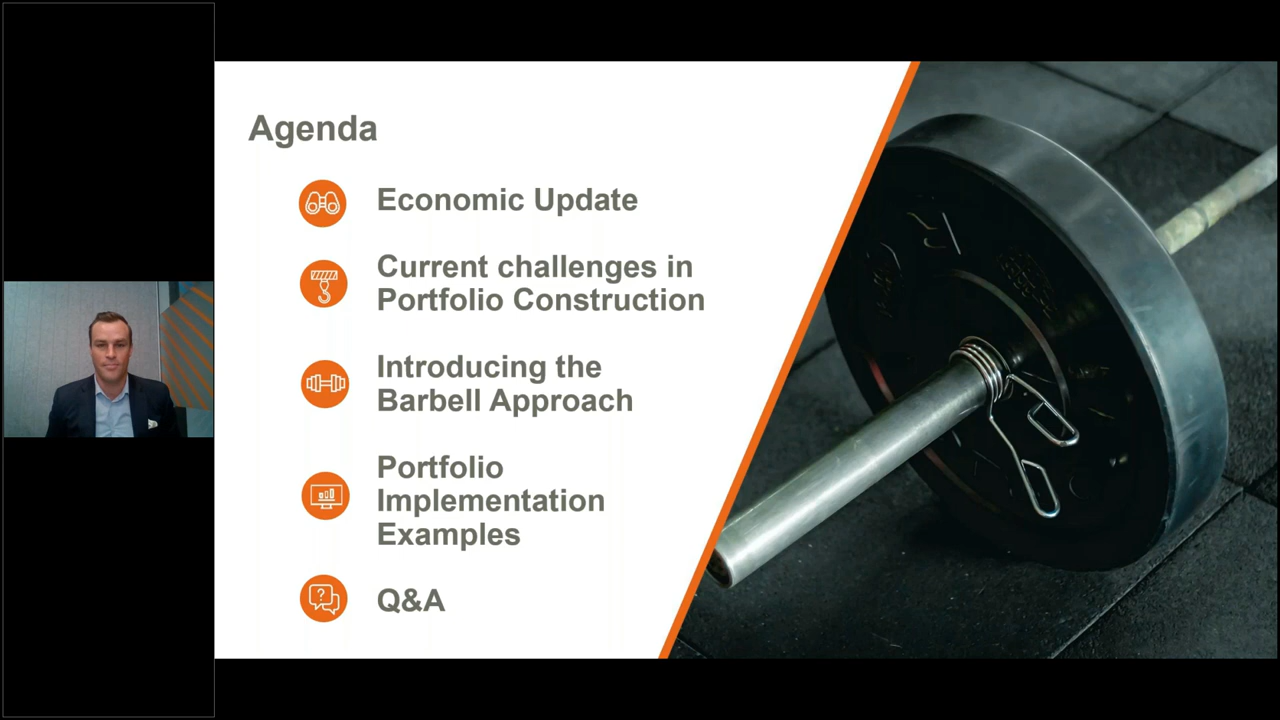 Agenda
Economic Update
Current challenges in
Portfolio Construction
Introducing the
Barbell Approach
Portfolio
Implementation
Examples
Q&A